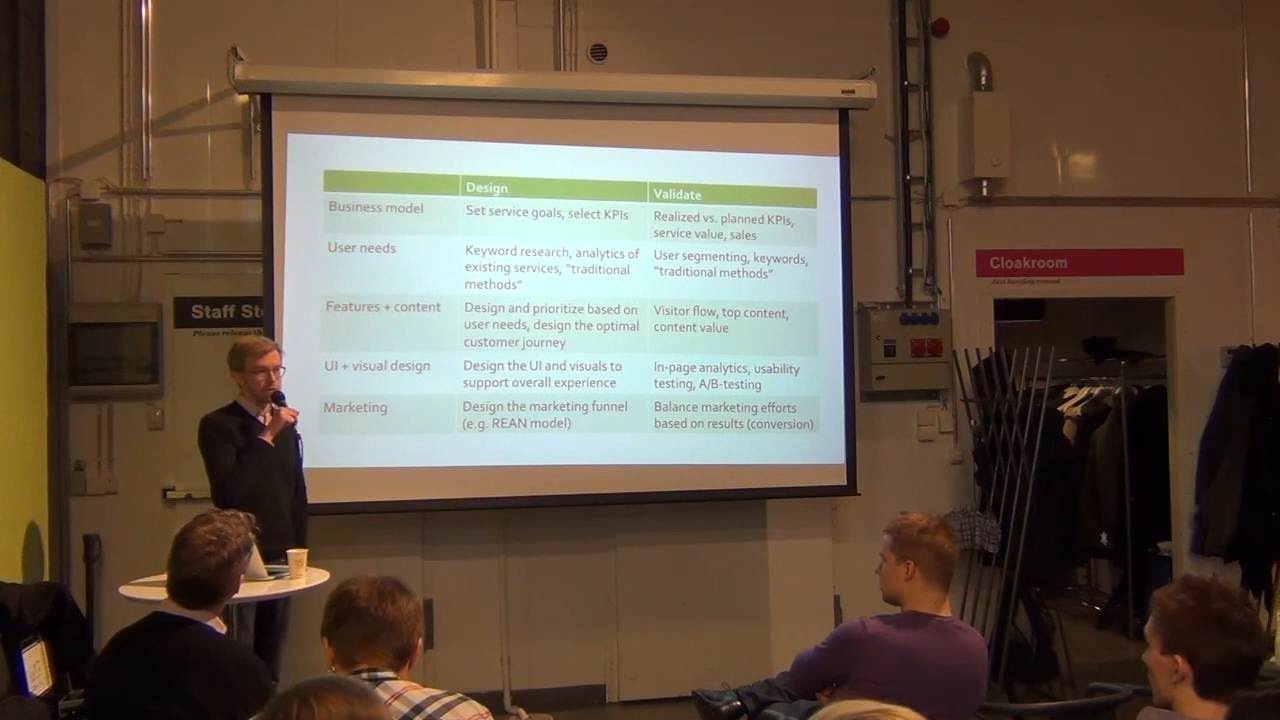 Design
Validate
Business model
Set service goals, select KPIs
Realized vs. planned KPIs,
service value, sales
User needs
Keyword research, analytics of
existing services, "traditional
methods"
User segmenting, keywords,
"traditional methods"
Features + content
Design and prioritize based on
user needs, design the optimal
customer journey
Visitor flow, top content,
content value
UI + visual design
Design the UI and visuals to
support overall experience
In-page analytics, usability
testing, A/B-testing
Marketing
Design the marketing funnel
(e.g. REAN model)
Balance marketing efforts
based on results (conversion)
Staff
Please release
Cloakroom